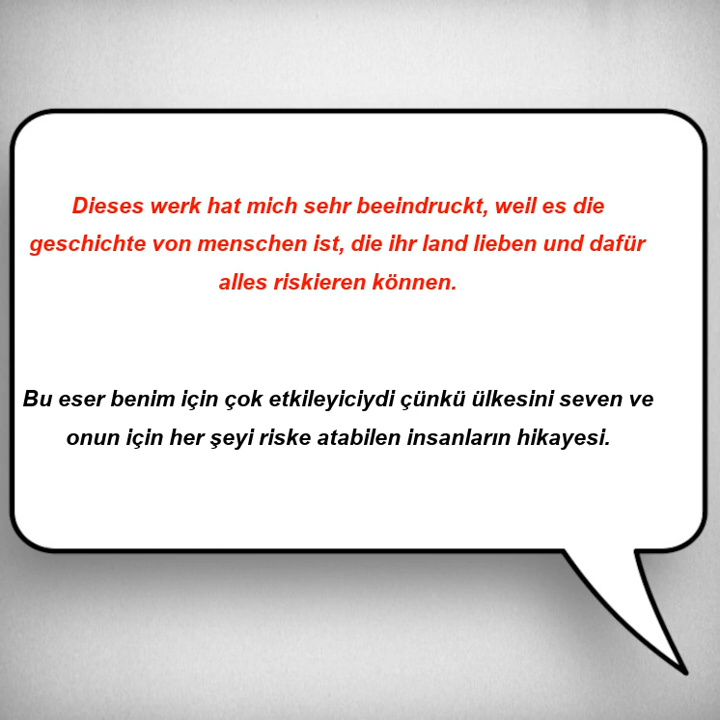 Dieses werk hat mich sehr beeindruckt, weil es die
geschichte von menschen ist, die ihr land lieben und dafür
alles riskieren können.
Bu eser benim için çok etkileyiciydi çünkü ülkesini seven ve
onun için her şeyi riske atabilen insanların hikayesi.